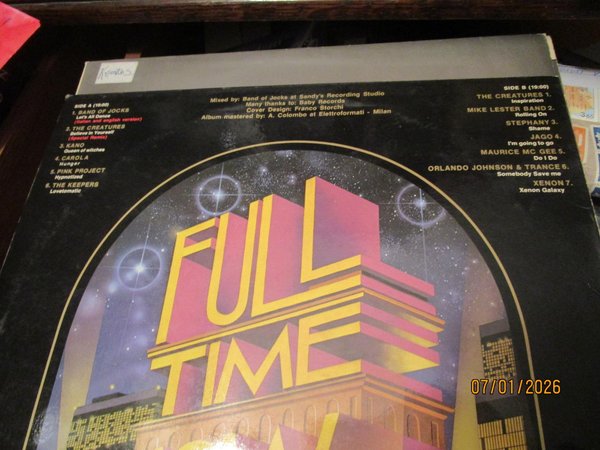 SIDE A (19:00)
1. BAND OF JOCKS
Let's All Dance
(Italian and english version)
2. THE CREATURES
Believe in Yourself
(Special Remix)
3. KANO
Queen of witches
4. CAROLA
Hunger
5. PINK PROJECT
Hypnotized
6. THE KEEPERS
Lovetomatic
Mixed by: Band of Jocks at Sandy's Recording Studio
Many thanks to: Baby Records
Cover Design: Franco Storchi
Album mastered by: A. Colombo at Elettroformati - Milan
SIDE B (19:00)
THE CREATURES 1.
Inspiration
MIKE LESTER BAND 2.
Rolling On
STEPHANY 3.
Shame
JAGO 4.
I'm going to go
MAURICE MC GEE 5.
Do I Do
ORLANDO JOHNSON & TRANCE 6.
Somebody Save me
XENON 7.
Xenon Galaxy
FULL
TIME
07/01/2026